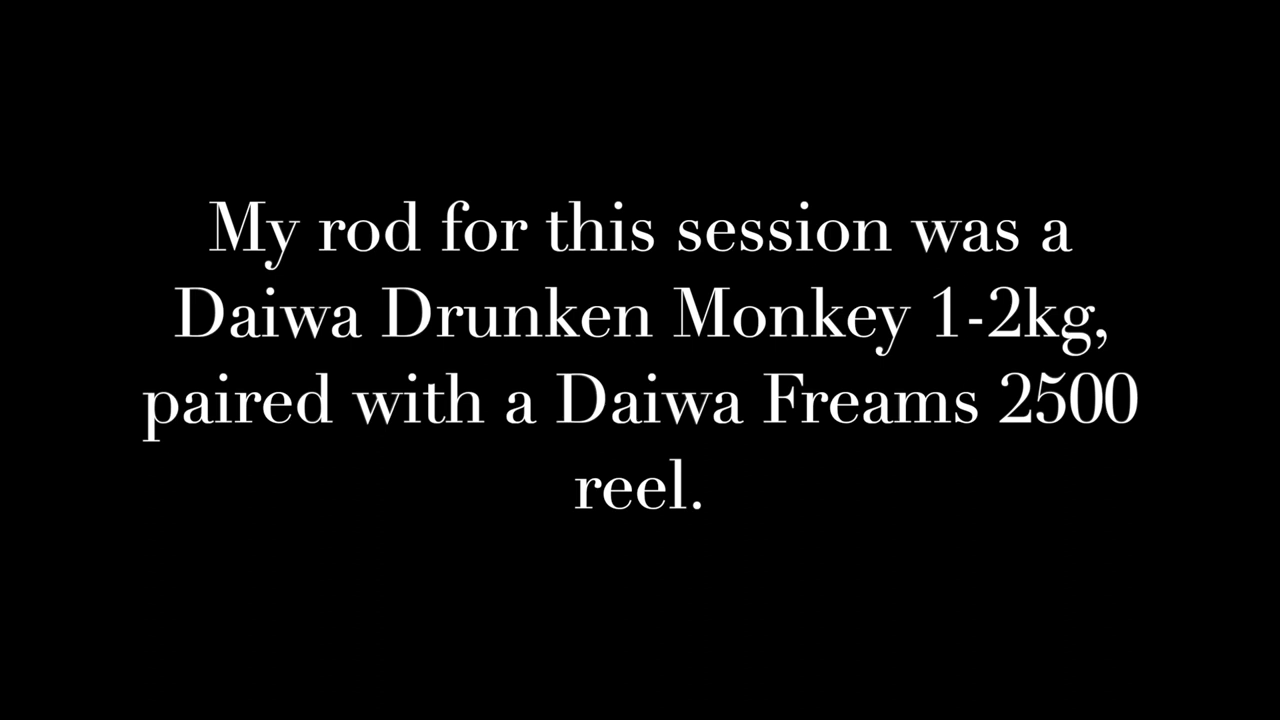 My rod for this session was a
Daiwa Drunken Monkey 1-2kg,
paired with a Daiwa Freams 2500
reel.